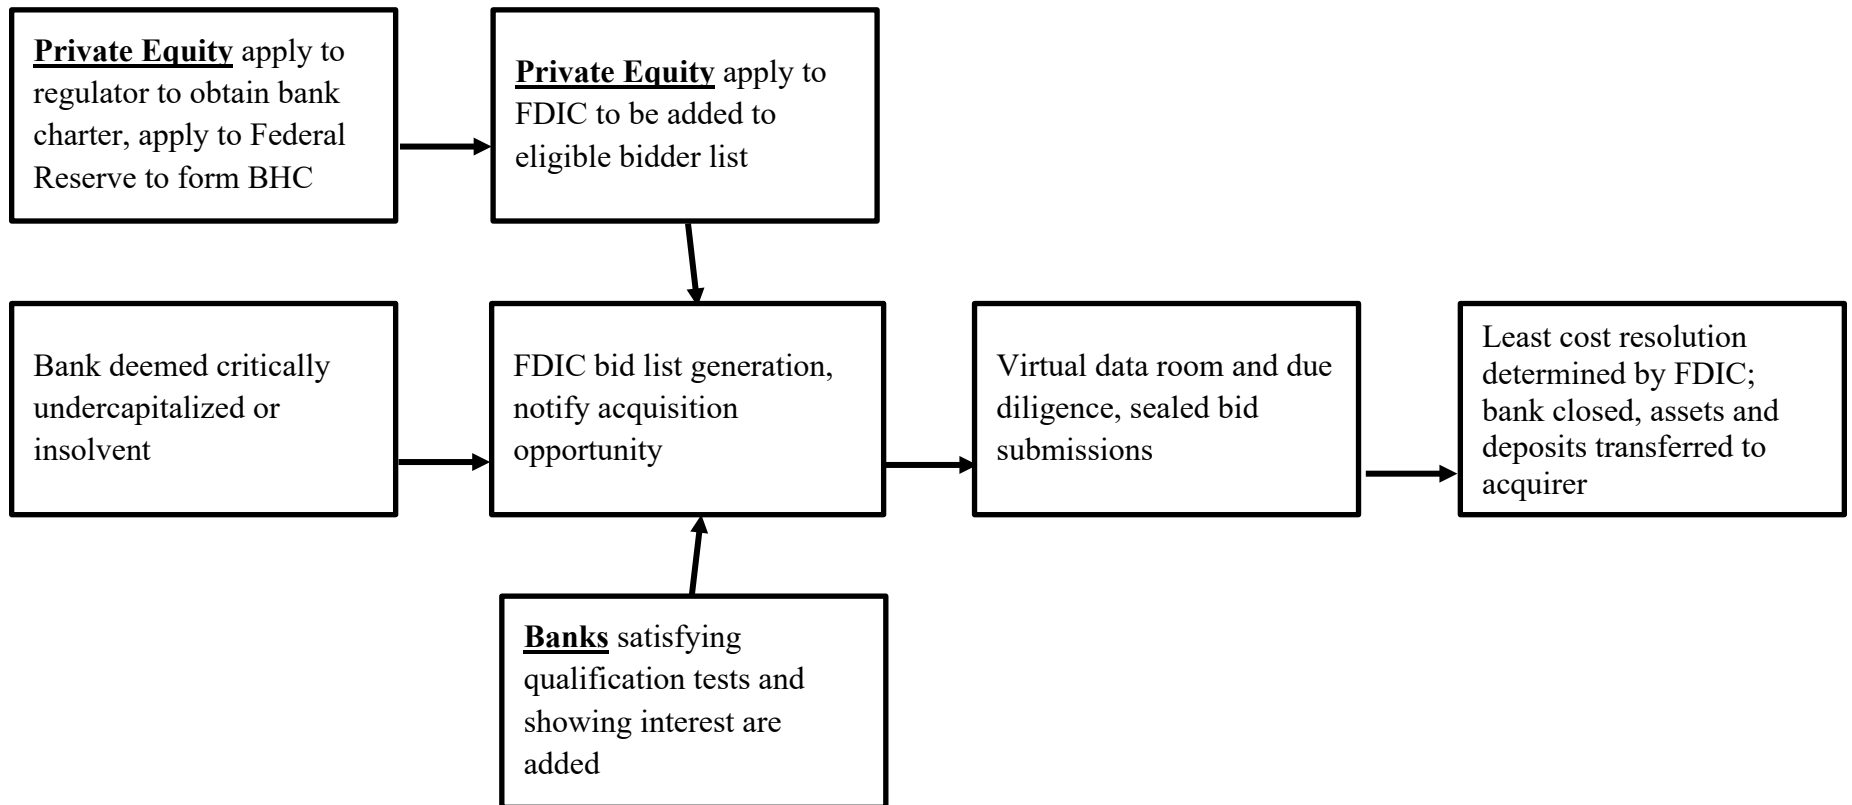 Private Equity apply to
regulator to obtain bank
charter, apply to Federal
Reserve to form BHC
Private Equity apply to
FDIC to be added to
eligible bidder list
Bank deemed critically
undercapitalized or
insolvent
FDIC bid list generation,
notify acquisition
opportunity
Virtual data room and due
diligence, sealed bid
submissions
Least cost resolution
determined by FDIC;
bank closed, assets and
deposits transferred to
acquirer
Banks satisfying
qualification tests and
showing interest are
added